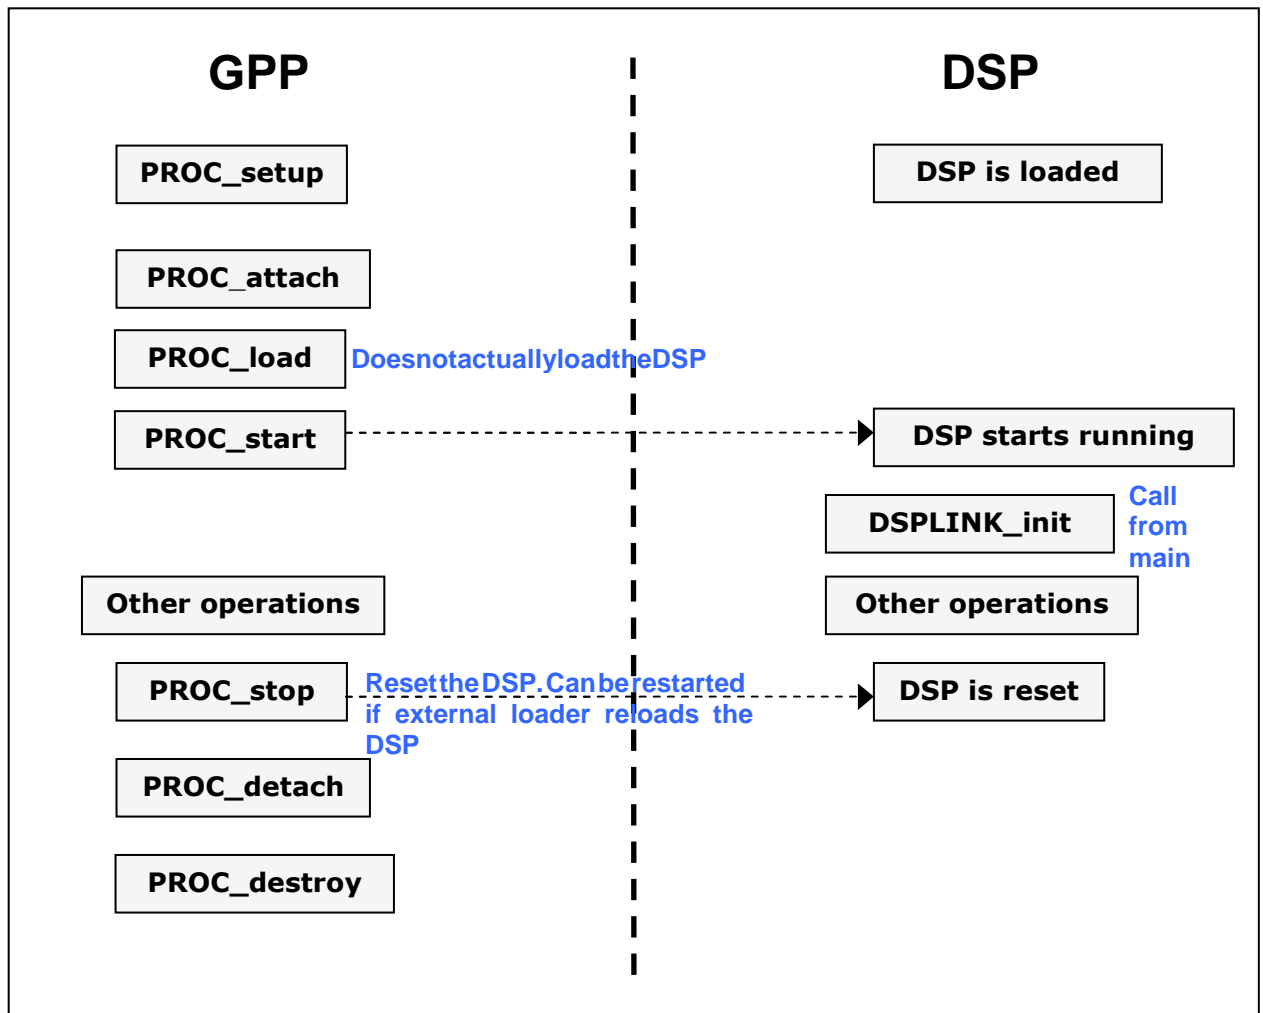 GPP
DSP
PROC_setup
DSP is loaded
PROC_attach
PROC_load
DoesnotactuallyloadtheDSP
PROC_start
DSP starts running
DSPLINK_init
Call
from
main
Other operations
Other operations
PROC_stop
ResettheDSP.Canberestarted
if external loader reloads the
DSP
DSP is reset
PROC_detach
PROC_destroy